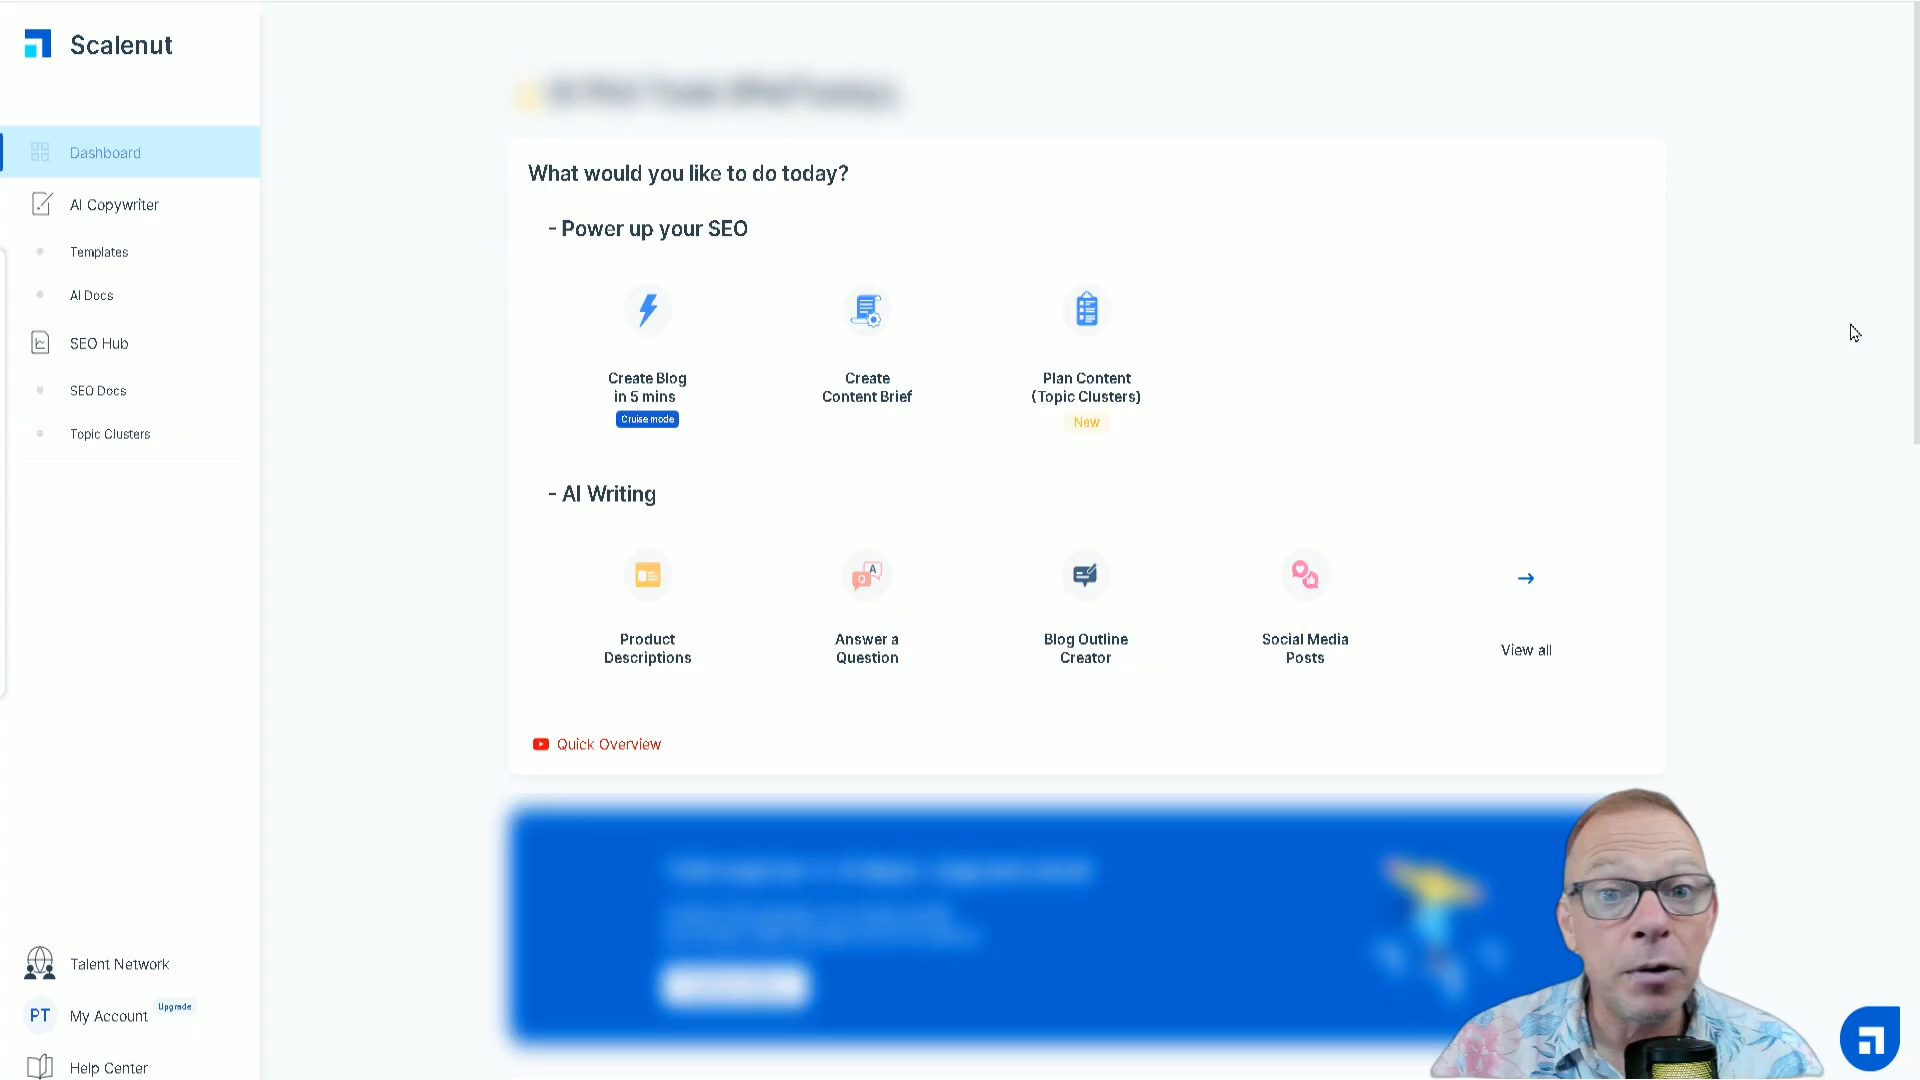 Scalenut
Dashboard
AI Copywriter
Templates
AI Docs
SEO Hub
SEO Docs
Topic Clusters
Talent Network
PT
My Account
Upgrade
Help Center
What would you like to do today?
- Power up your SEO
Create Blog
in 5 mins
Cruise mode
Create
Content Brief
Plan Content
(Topic Clusters)
New
- AI Writing
Product
Descriptions
Q A
Answer a
Question
Blog Outline
Creator
Social Media
Posts
View all
Quick Overview